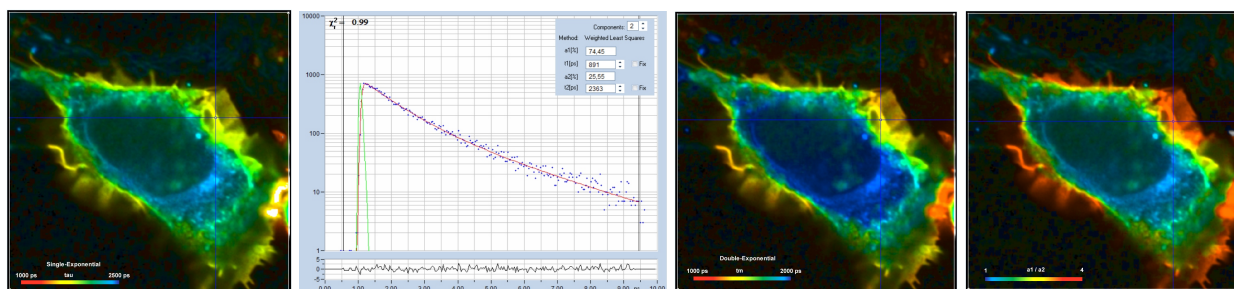 Single-Exponential
1000 ps tau 2500 ps
10000
1000
100
10
1
χr² = 0.99
Components: 2
Method Weighted Least Squares
a1[%] 74,45
t1[ps] 891 Fix
a2[%] 25,55
t2[ps] 2363 Fix
5
0
-5
0.00 1.00 2.00 3.00 4.00 5.00 6.00 7.00 8.00 9.00 10.00
Double-Exponential
1000 ps tm 2000 ps
1 a1 / a2 4